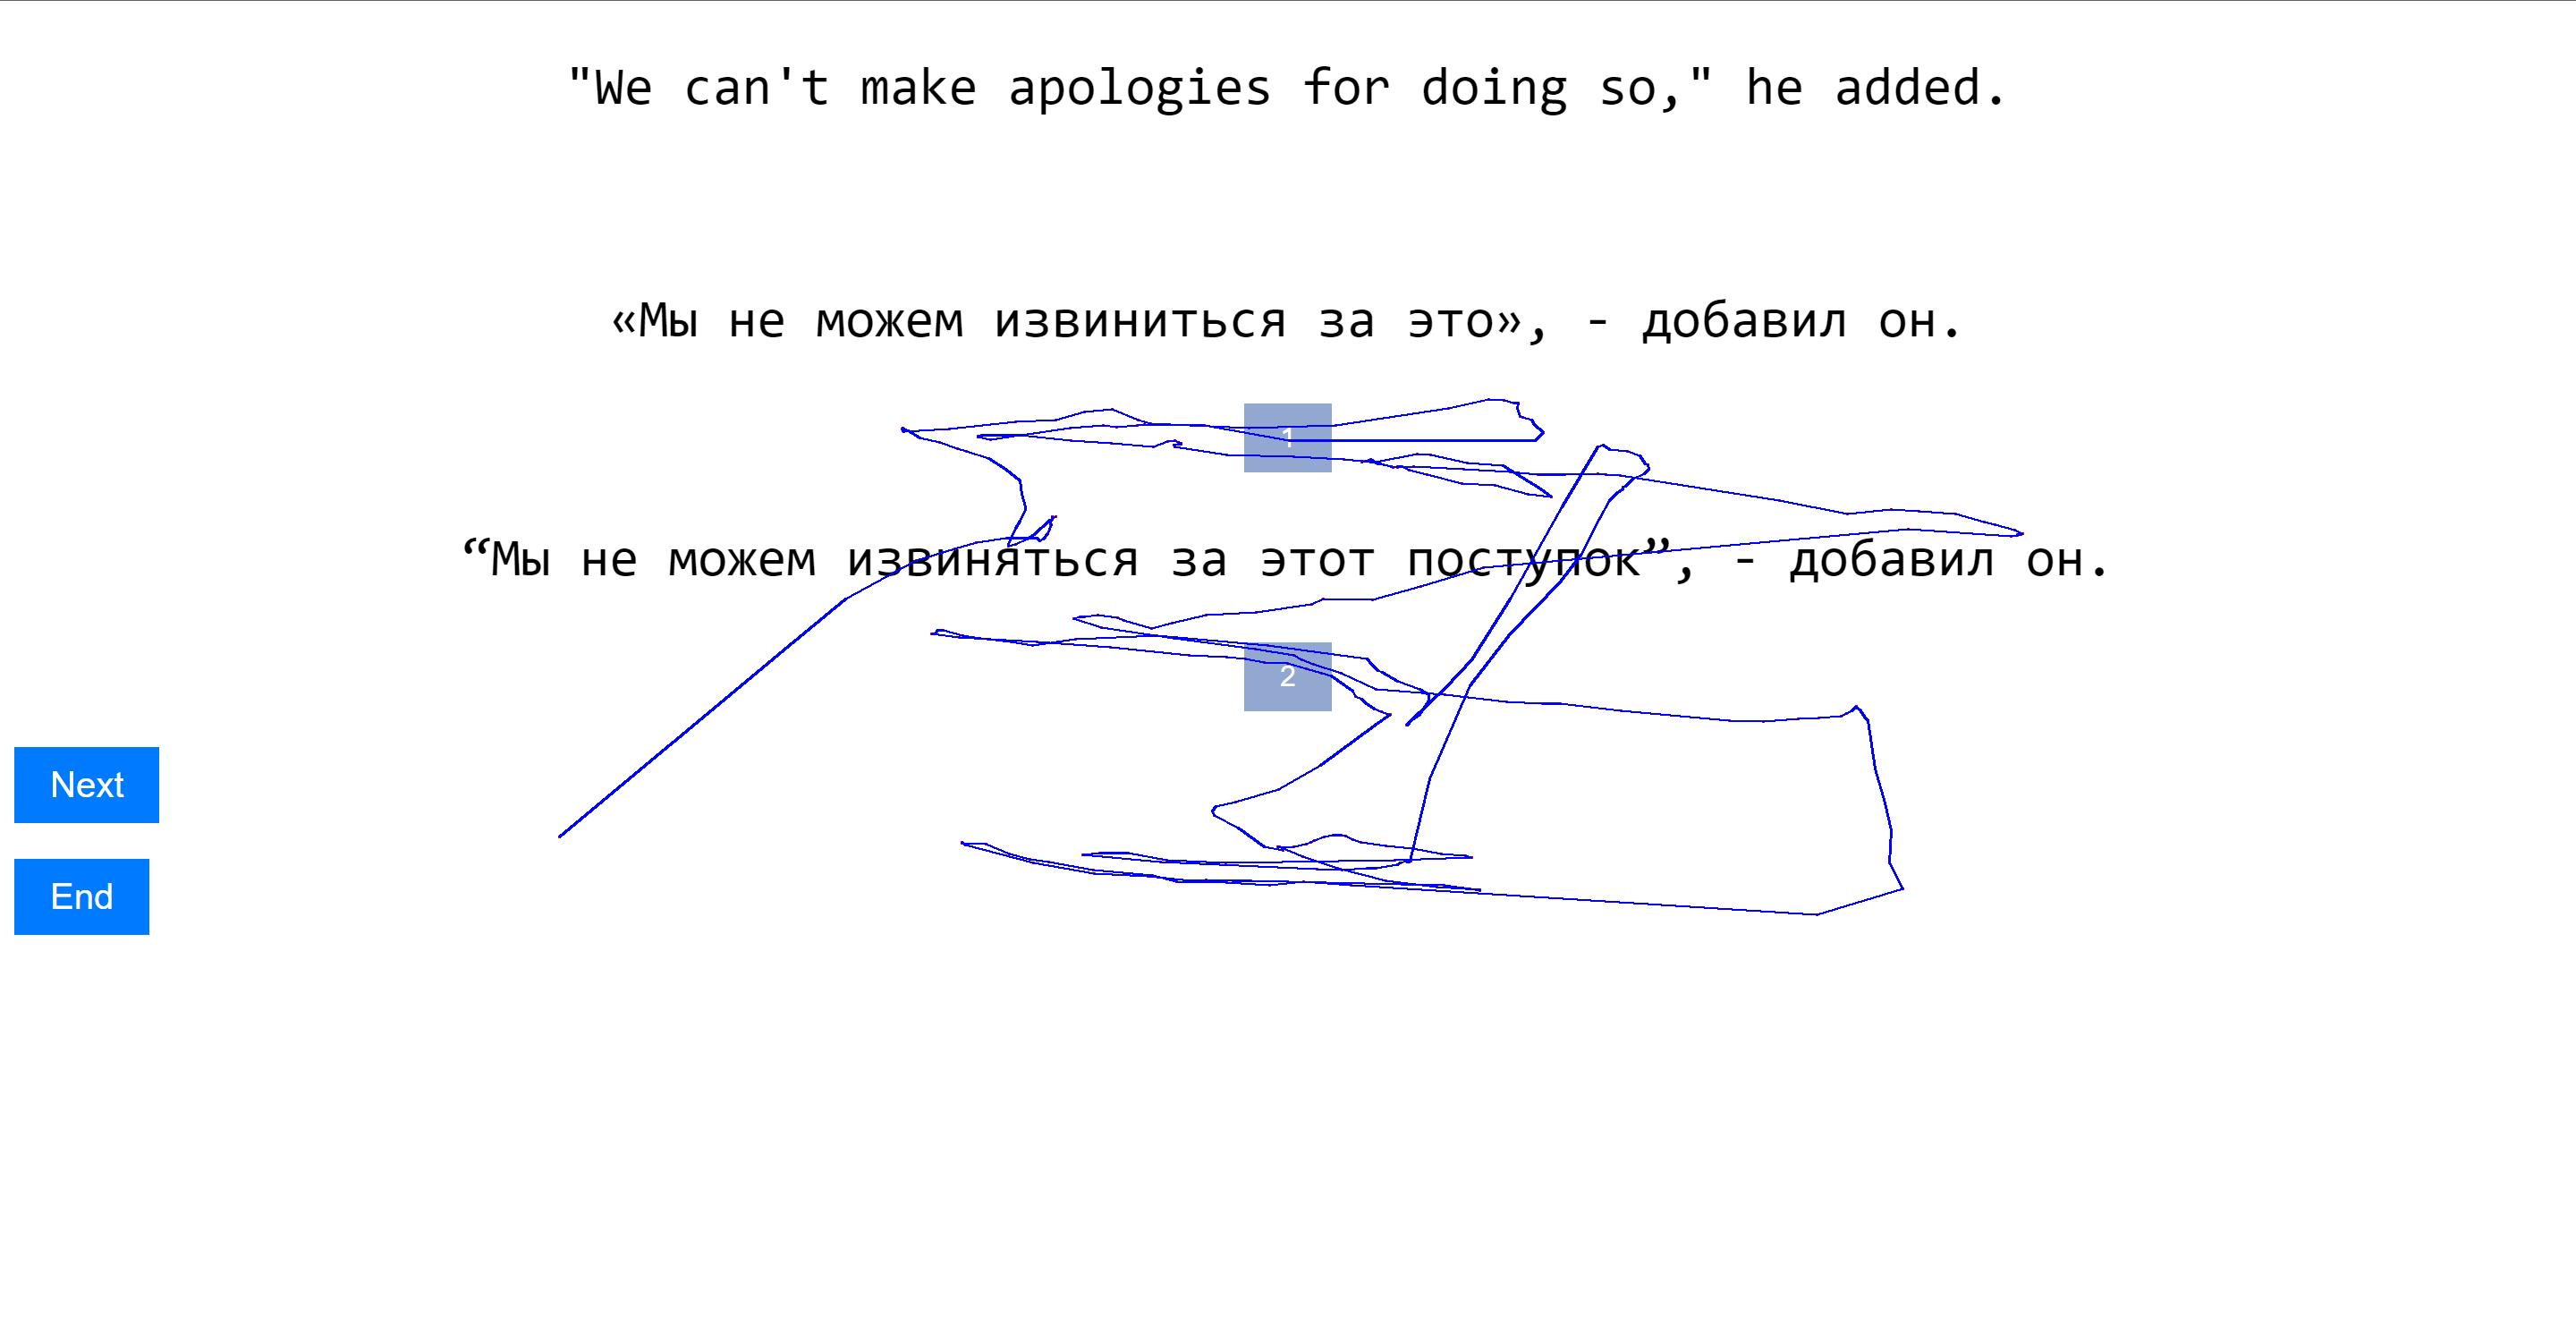 "We can't make apologies for doing so," he added.
«Мы не можем извиниться за это», - добавил он.
1
“Мы не можем извиняться за этот поступок”, - добавил он.
2
Next
End